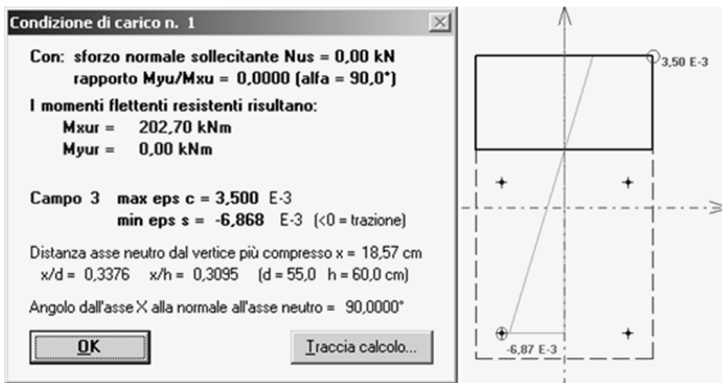 Condizione di carico n. 1
Con: sforzo normale sollecitante Nus = 0,00 kN
rapporto Myu/Mxu = 0,0000 (alfa = 90,0°)
I momenti flettenti resistenti risultano:
Mxur = 202,70 kNm
Myur = 0,00 kNm
Campo 3 max eps c = 3,500 E-3
min eps s = -6,868 E-3 (<0 = trazione)
Distanza asse neutro dal vertice più compresso x = 18,57 cm
x/d = 0,3376 x/h = 0,3095 (d = 55,0 h = 60,0 cm)
Angolo dall'asse X alla normale all'asse neutro = 90,0000°
OK
Traccia calcolo...
3,50 E-3
-6,87 E-3